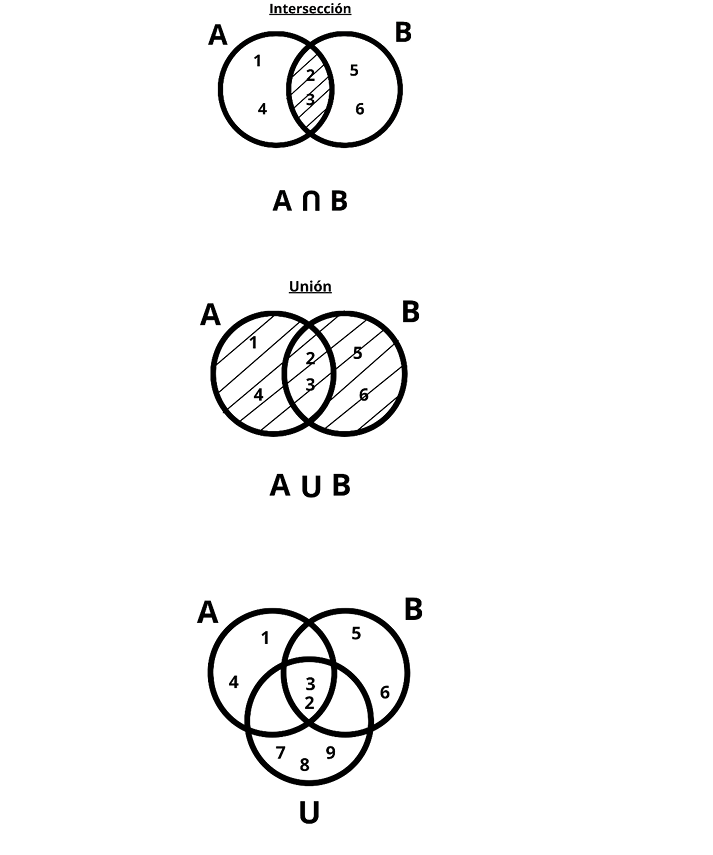 Intersección
A B
1 2 5
4 3 6
A ∩ B
Unión
A B
1 2 5
4 3 6
A ∪ B
A B
1 5
4 3 6
2
7 9
8
U